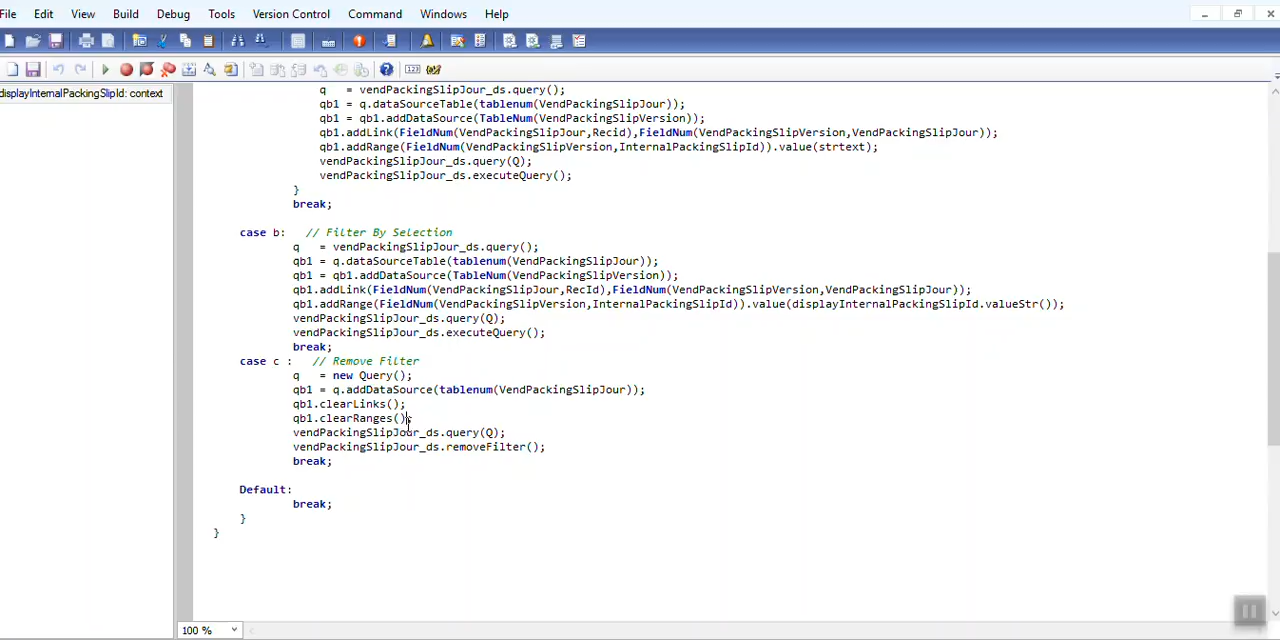 File Edit View Build Debug Tools Version Control Command Windows Help
displayInternalPackingSlipId: context
q   = vendPackingSlipJour_ds.query();
qb1 = q.dataSourceTable(tablenum(VendPackingSlipJour));
qb1 = qb1.addDataSource(TableNum(VendPackingSlipVersion));
qb1.addLink(FieldNum(VendPackingSlipJour,Recid),FieldNum(VendPackingSlipVersion,VendPackingSlipJour));
qb1.addRange(FieldNum(VendPackingSlipVersion,InternalPackingSlipId)).value(strtext);
vendPackingSlipJour_ds.query(Q);
vendPackingSlipJour_ds.executeQuery();
}
break;
case b:   // Filter By Selection
q   = vendPackingSlipJour_ds.query();
qb1 = q.dataSourceTable(tablenum(VendPackingSlipJour));
qb1 = qb1.addDataSource(TableNum(VendPackingSlipVersion));
qb1.addLink(FieldNum(VendPackingSlipJour,RecId),FieldNum(VendPackingSlipVersion,VendPackingSlipJour));
qb1.addRange(FieldNum(VendPackingSlipVersion,InternalPackingSlipId)).value(displayInternalPackingSlipId.valueStr());
vendPackingSlipJour_ds.query(Q);
vendPackingSlipJour_ds.executeQuery();
break;
case c :   // Remove Filter
q   = new Query();
qb1 = q.addDataSource(tablenum(VendPackingSlipJour));
qb1.clearLinks();
qb1.clearRanges();
vendPackingSlipJour_ds.query(Q);
vendPackingSlipJour_ds.removeFilter();
break;
Default:
break;
}
}
100 %